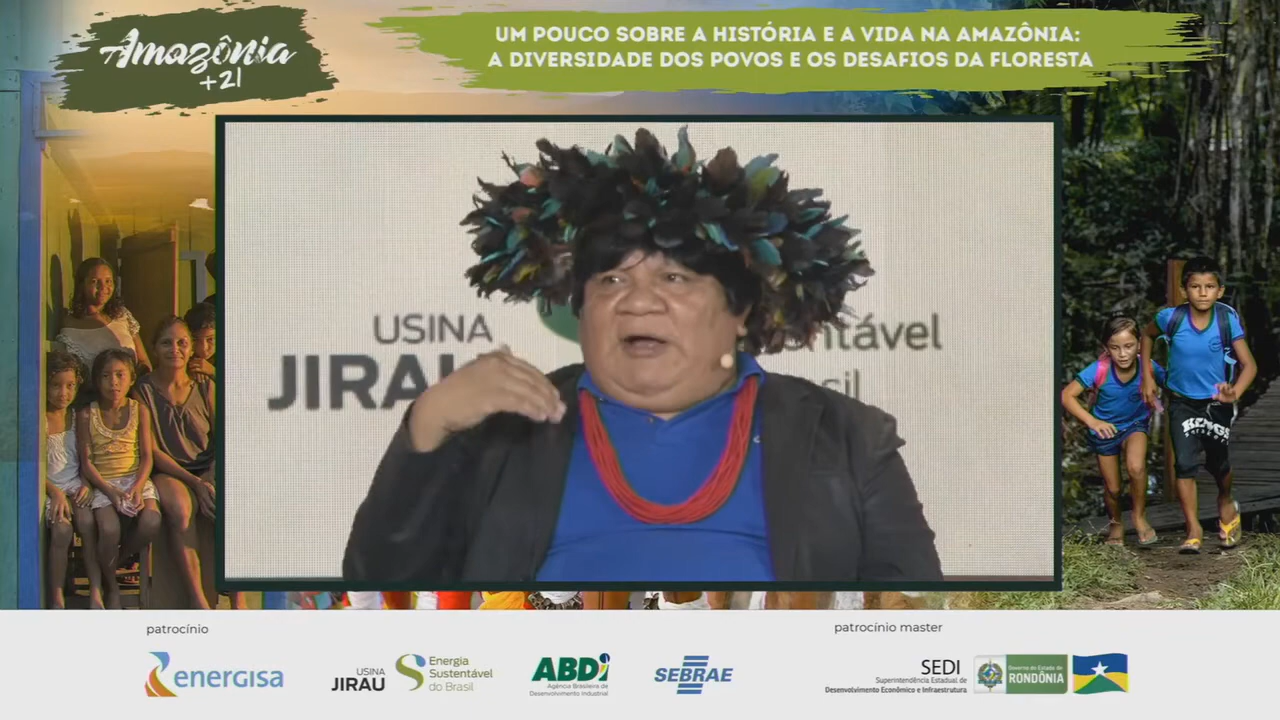 Amazônia
+21
UM POUCO SOBRE A HISTÓRIA E A VIDA NA AMAZÔNIA:
A DIVERSIDADE DOS POVOS E OS DESAFIOS DA FLORESTA
USINA
JIRAU
KINGS
patrocínio
patrocínio master
energisa
USINA
JIRAU
Energia
Sustentável
do Brasil
ABDI
Agência Brasileira de
Desenvolvimento Industrial
SEBRAE
SEDI
Superintendência Estadual de
Desenvolvimento Econômico e Infraestrutura
Governo do Estado de
RONDÔNIA